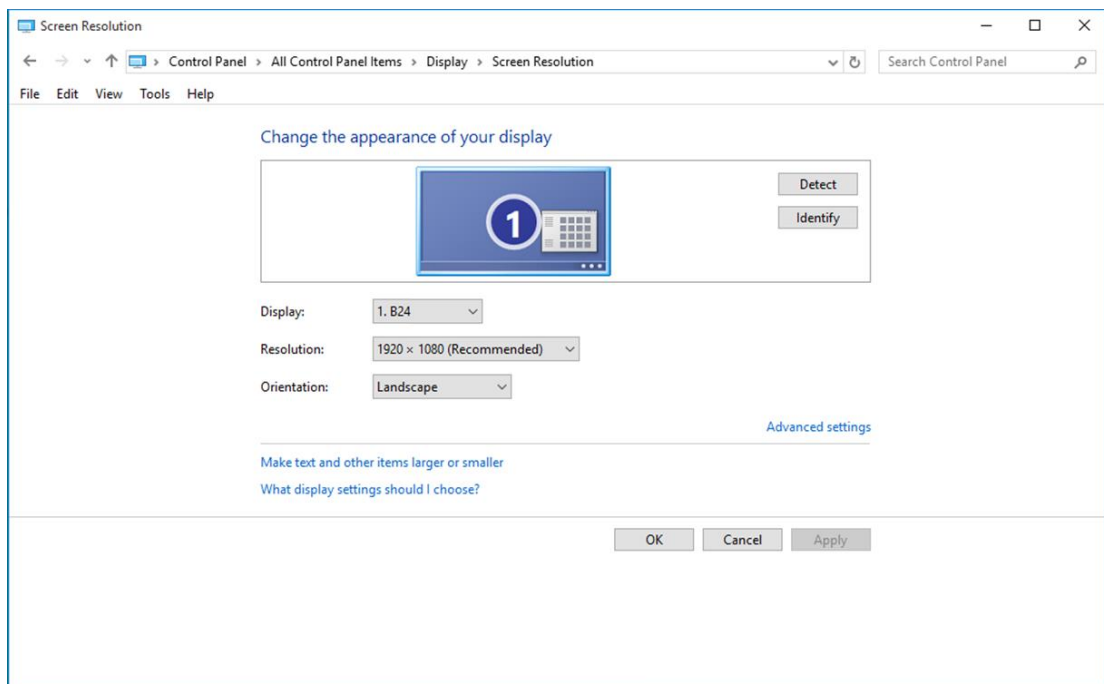 Screen Resolution
Control Panel > All Control Panel Items > Display > Screen Resolution
Search Control Panel
File Edit View Tools Help
Change the appearance of your display
1
Detect
Identify
Display: 1. B24
Resolution: 1920 × 1080 (Recommended)
Orientation: Landscape
Advanced settings
Make text and other items larger or smaller
What display settings should I choose?
OK Cancel Apply